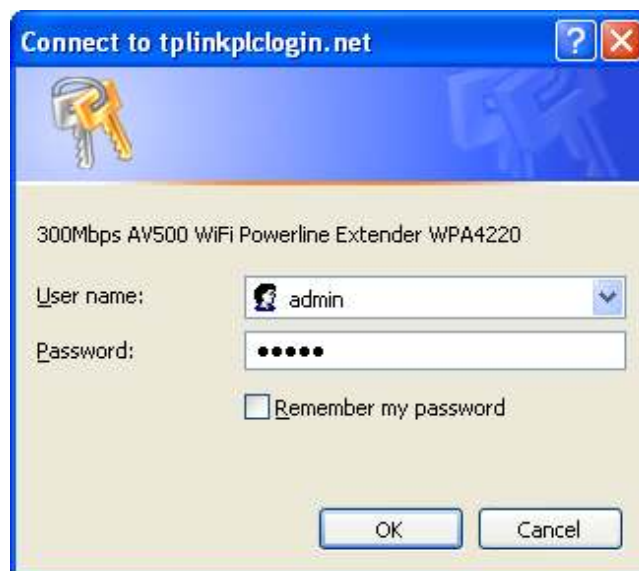 Connect to tplinkplclogin.net
300Mbps AV500 WiFi Powerline Extender WPA4220
User name: admin
Password: •••••
Remember my password
OK Cancel